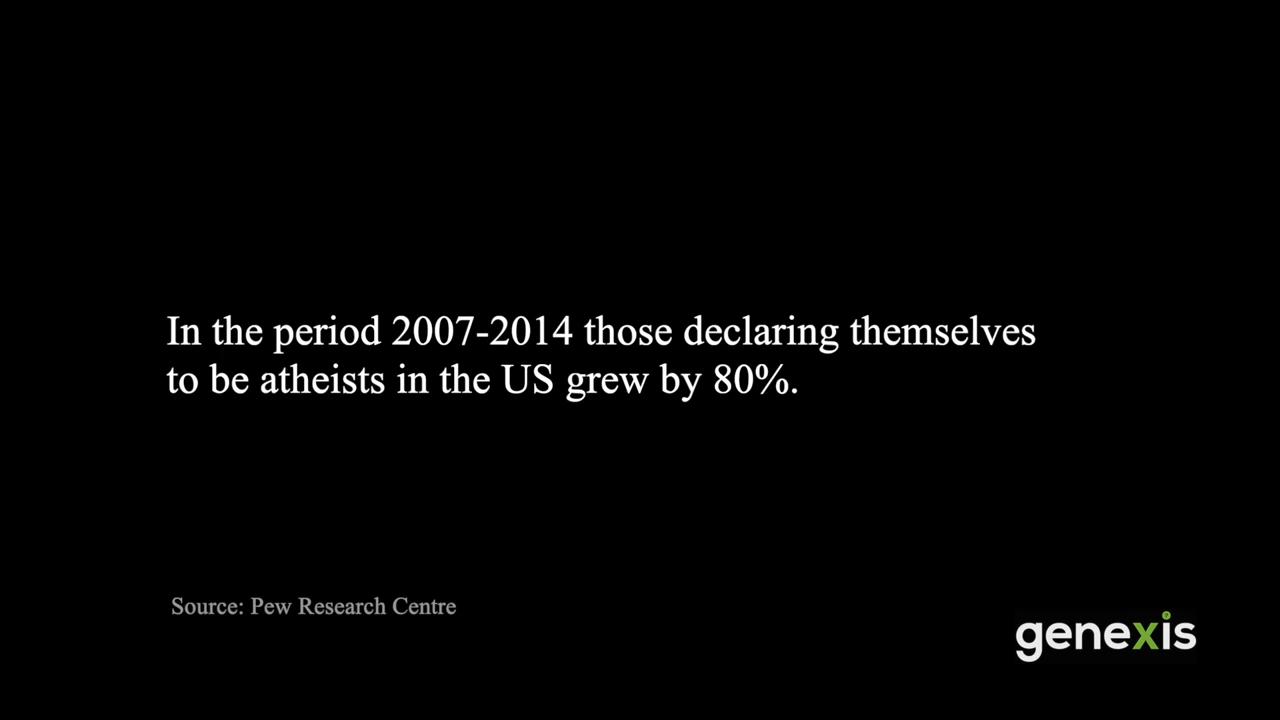 In the period 2007-2014 those declaring themselves
to be atheists in the US grew by 80%.
Source: Pew Research Centre
genexis